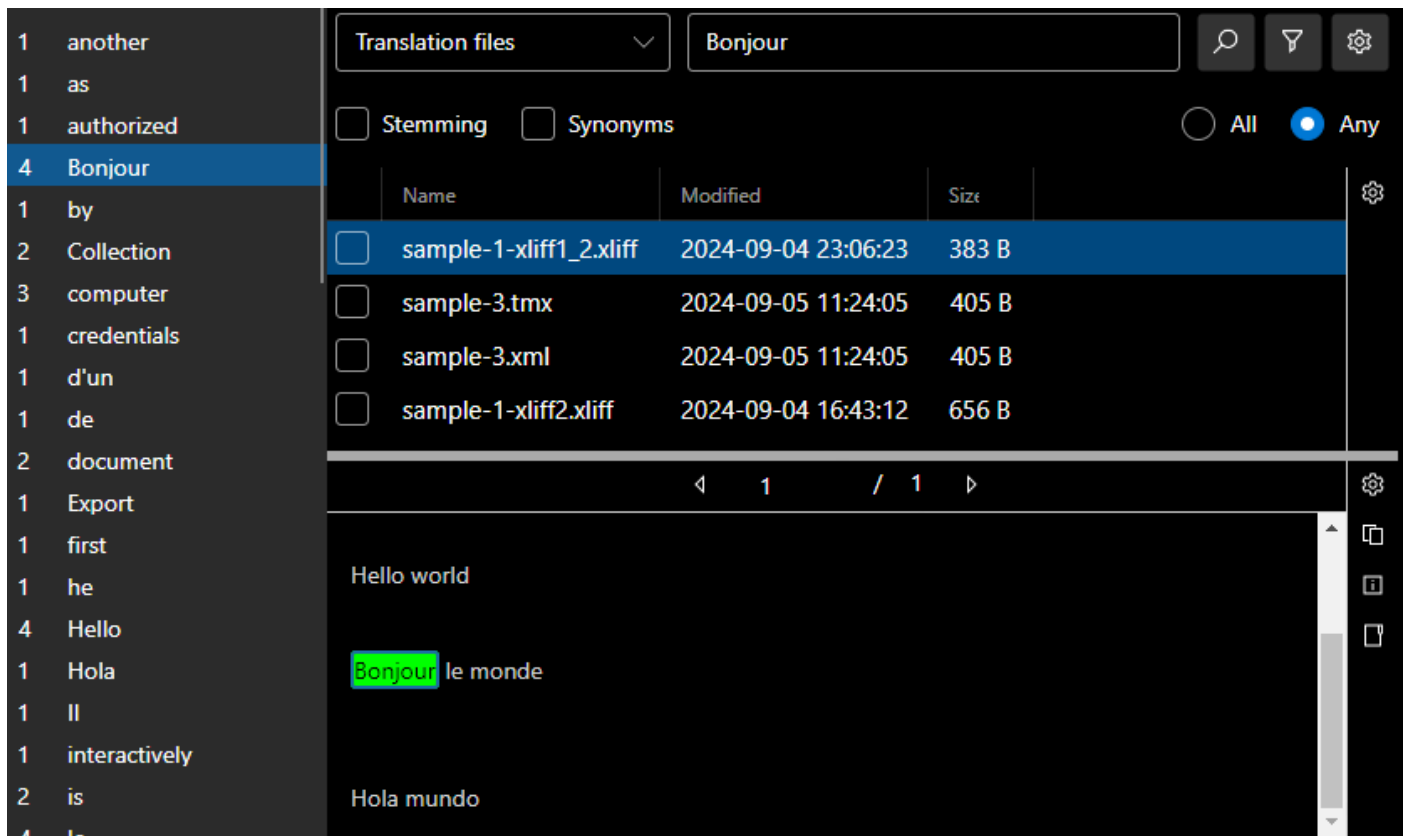 1 another
1 as
1 authorized
4 Bonjour
1 by
2 Collection
3 computer
1 credentials
1 d'un
1 de
2 document
1 Export
1 first
1 he
4 Hello
1 Hola
1 Il
1 interactively
2 is
Translation files Bonjour
Stemming Synonyms All Any
Name Modified Size
sample-1-xliff1_2.xliff 2024-09-04 23:06:23 383 B
sample-3.tmx 2024-09-05 11:24:05 405 B
sample-3.xml 2024-09-05 11:24:05 405 B
sample-1-xliff2.xliff 2024-09-04 16:43:12 656 B
1 / 1
Hello world
Bonjour le monde
Hola mundo